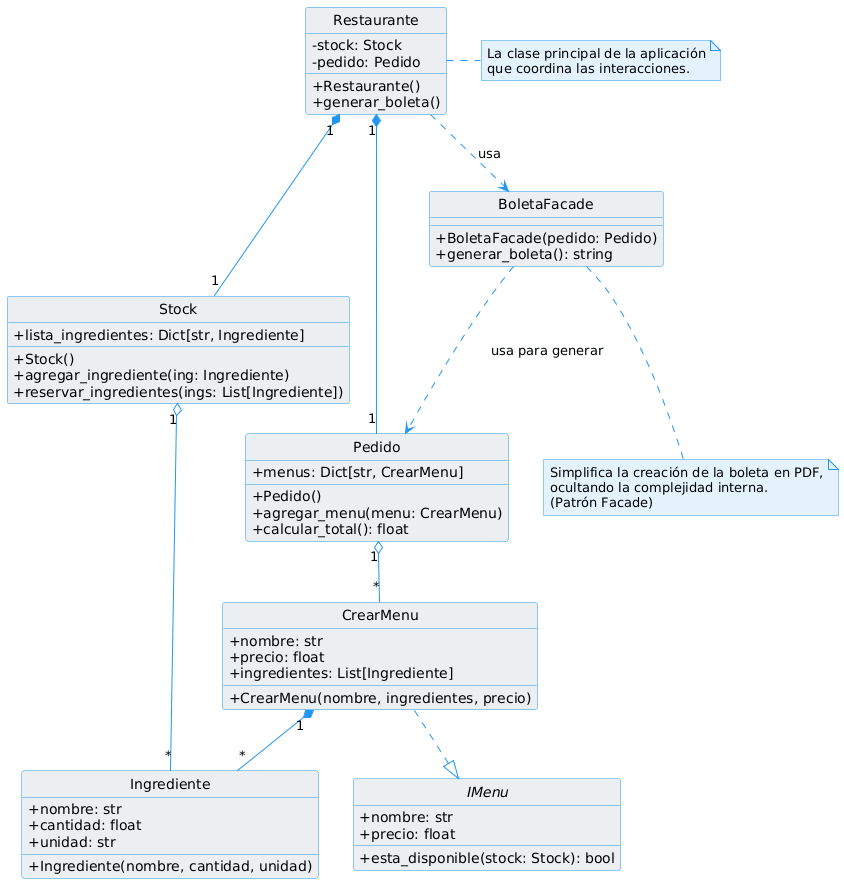 Restaurante
-stock: Stock
-pedido: Pedido
+Restaurante()
+generar_boleta()
La clase principal de la aplicación
que coordina las interacciones.
1
1
usa
BoletaFacade
+BoletaFacade(pedido: Pedido)
+generar_boleta(): string
1
Stock
+lista_ingredientes: Dict[str, Ingrediente]
+Stock()
+agregar_ingrediente(ing: Ingrediente)
+reservar_ingredientes(ings: List[Ingrediente])
usa para generar
1
1
Pedido
+menus: Dict[str, CrearMenu]
+Pedido()
+agregar_menu(menu: CrearMenu)
+calcular_total(): float
Simplifica la creación de la boleta en PDF,
ocultando la complejidad interna.
(Patrón Facade)
1
*
CrearMenu
+nombre: str
+precio: float
+ingredientes: List[Ingrediente]
+CrearMenu(nombre, ingredientes, precio)
1
*
*
Ingrediente
+nombre: str
+cantidad: float
+unidad: str
+Ingrediente(nombre, cantidad, unidad)
IMenu
+nombre: str
+precio: float
+esta_disponible(stock: Stock): bool